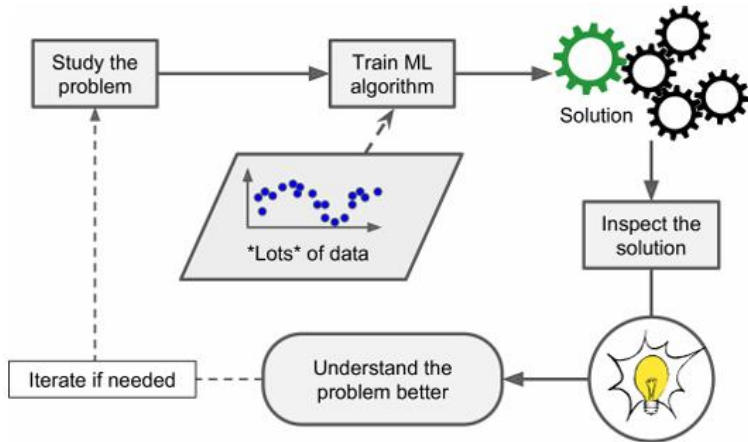 Study the
problem
Train ML
algorithm
Solution
*Lots* of data
Inspect the
solution
Understand the
problem better
Iterate if needed